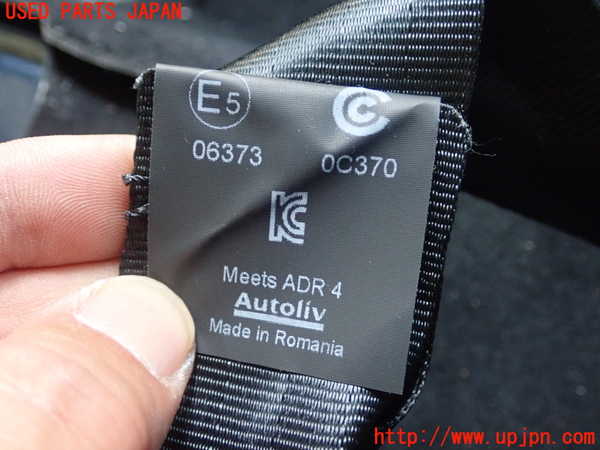 USED PARTS JAPAN
E5
06373
0C370
Meets ADR 4
Autoliv
Made in Romania
http://www.upjpn.com/